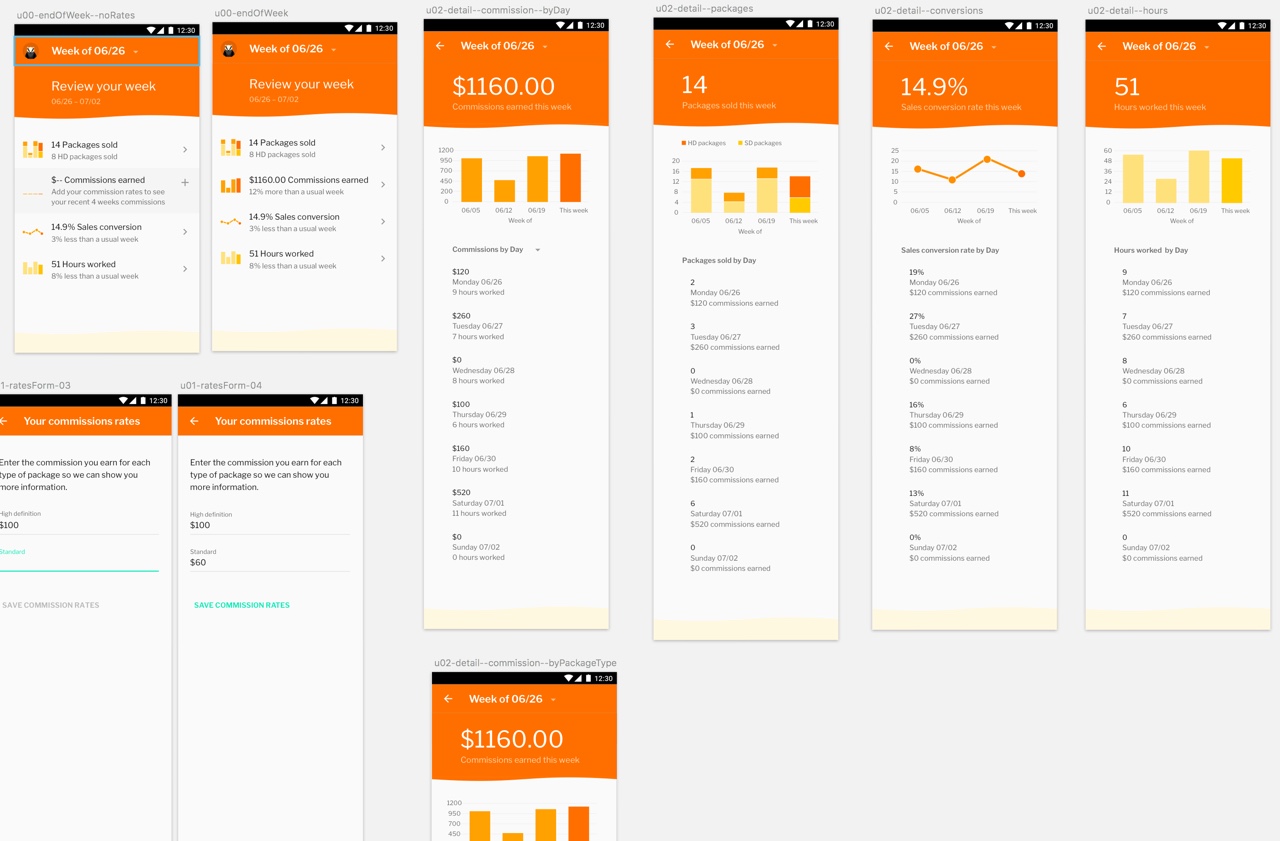 u00-endOfWeek--noRates
12:30
Week of 06/26
Review your week
06/26 – 07/02
14 Packages sold
8 HD packages sold
$-- Commissions earned
Add your commission rates to see
your recent 4 weeks commissions
14.9% Sales conversion
3% less than a usual week
51 Hours worked
8% less than a usual week
u00-endOfWeek
12:30
Week of 06/26
Review your week
06/26 – 07/02
14 Packages sold
8 HD packages sold
$1160.00 Commissions earned
12% more than a usual week
14.9% Sales conversion
3% less than a usual week
51 Hours worked
8% less than a usual week
u02-detail--commission--byDay
12:30
Week of 06/26
$1160.00
Commissions earned this week
1200
950
700
450
200
0
06/05
06/12
06/19
This week
Week of
Commissions by Day
$120
Monday 06/26
9 hours worked
$260
Tuesday 06/27
7 hours worked
$0
Wednesday 06/28
8 hours worked
$100
Thursday 06/29
6 hours worked
$160
Friday 06/30
10 hours worked
$520
Saturday 07/01
11 hours worked
$0
Sunday 07/02
0 hours worked
u02-detail--packages
12:30
Week of 06/26
14
Packages sold this week
HD packages
SD packages
20
16
12
8
4
0
06/05
06/12
06/19
This week
Week of
Packages sold by Day
2
Monday 06/26
$120 commissions earned
3
Tuesday 06/27
$260 commissions earned
0
Wednesday 06/28
$0 commissions earned
1
Thursday 06/29
$100 commissions earned
2
Friday 06/30
$160 commissions earned
6
Saturday 07/01
$520 commissions earned
0
Sunday 07/02
$0 commissions earned
u02-detail--conversions
12:30
Week of 06/26
14.9%
Sales conversion rate this week
25
20
15
10
5
0
06/05
06/12
06/19
This week
Week of
Sales conversion rate by Day
19%
Monday 06/26
$120 commissions earned
27%
Tuesday 06/27
$260 commissions earned
0%
Wednesday 06/28
$0 commissions earned
16%
Thursday 06/29
$100 commissions earned
8%
Friday 06/30
$160 commissions earned
13%
Saturday 07/01
$520 commissions earned
0%
Sunday 07/02
$0 commissions earned
u02-detail--hours
12:30
Week of 06/26
51
Hours worked this week
60
48
36
24
12
0
06/05
06/12
06/19
This week
Week of
Hours worked by Day
9
Monday 06/26
$120 commissions earned
7
Tuesday 06/27
$260 commissions earned
8
Wednesday 06/28
$0 commissions earned
6
Thursday 06/29
$100 commissions earned
10
Friday 06/30
$160 commissions earned
11
Saturday 07/01
$520 commissions earned
0
Sunday 07/02
$0 commissions earned
1-ratesForm-03
12:30
Your commissions rates
Enter the commission you earn for each
type of package so we can show you
more information.
High definition
$100
Standard
SAVE COMMISSION RATES
u01-ratesForm-04
12:30
Your commissions rates
Enter the commission you earn for each
type of package so we can show you
more information.
High definition
$100
Standard
$60
SAVE COMMISSION RATES
u02-detail--commission--byPackageType
12:30
Week of 06/26
$1160.00
Commissions earned this week
1200
950
700
450